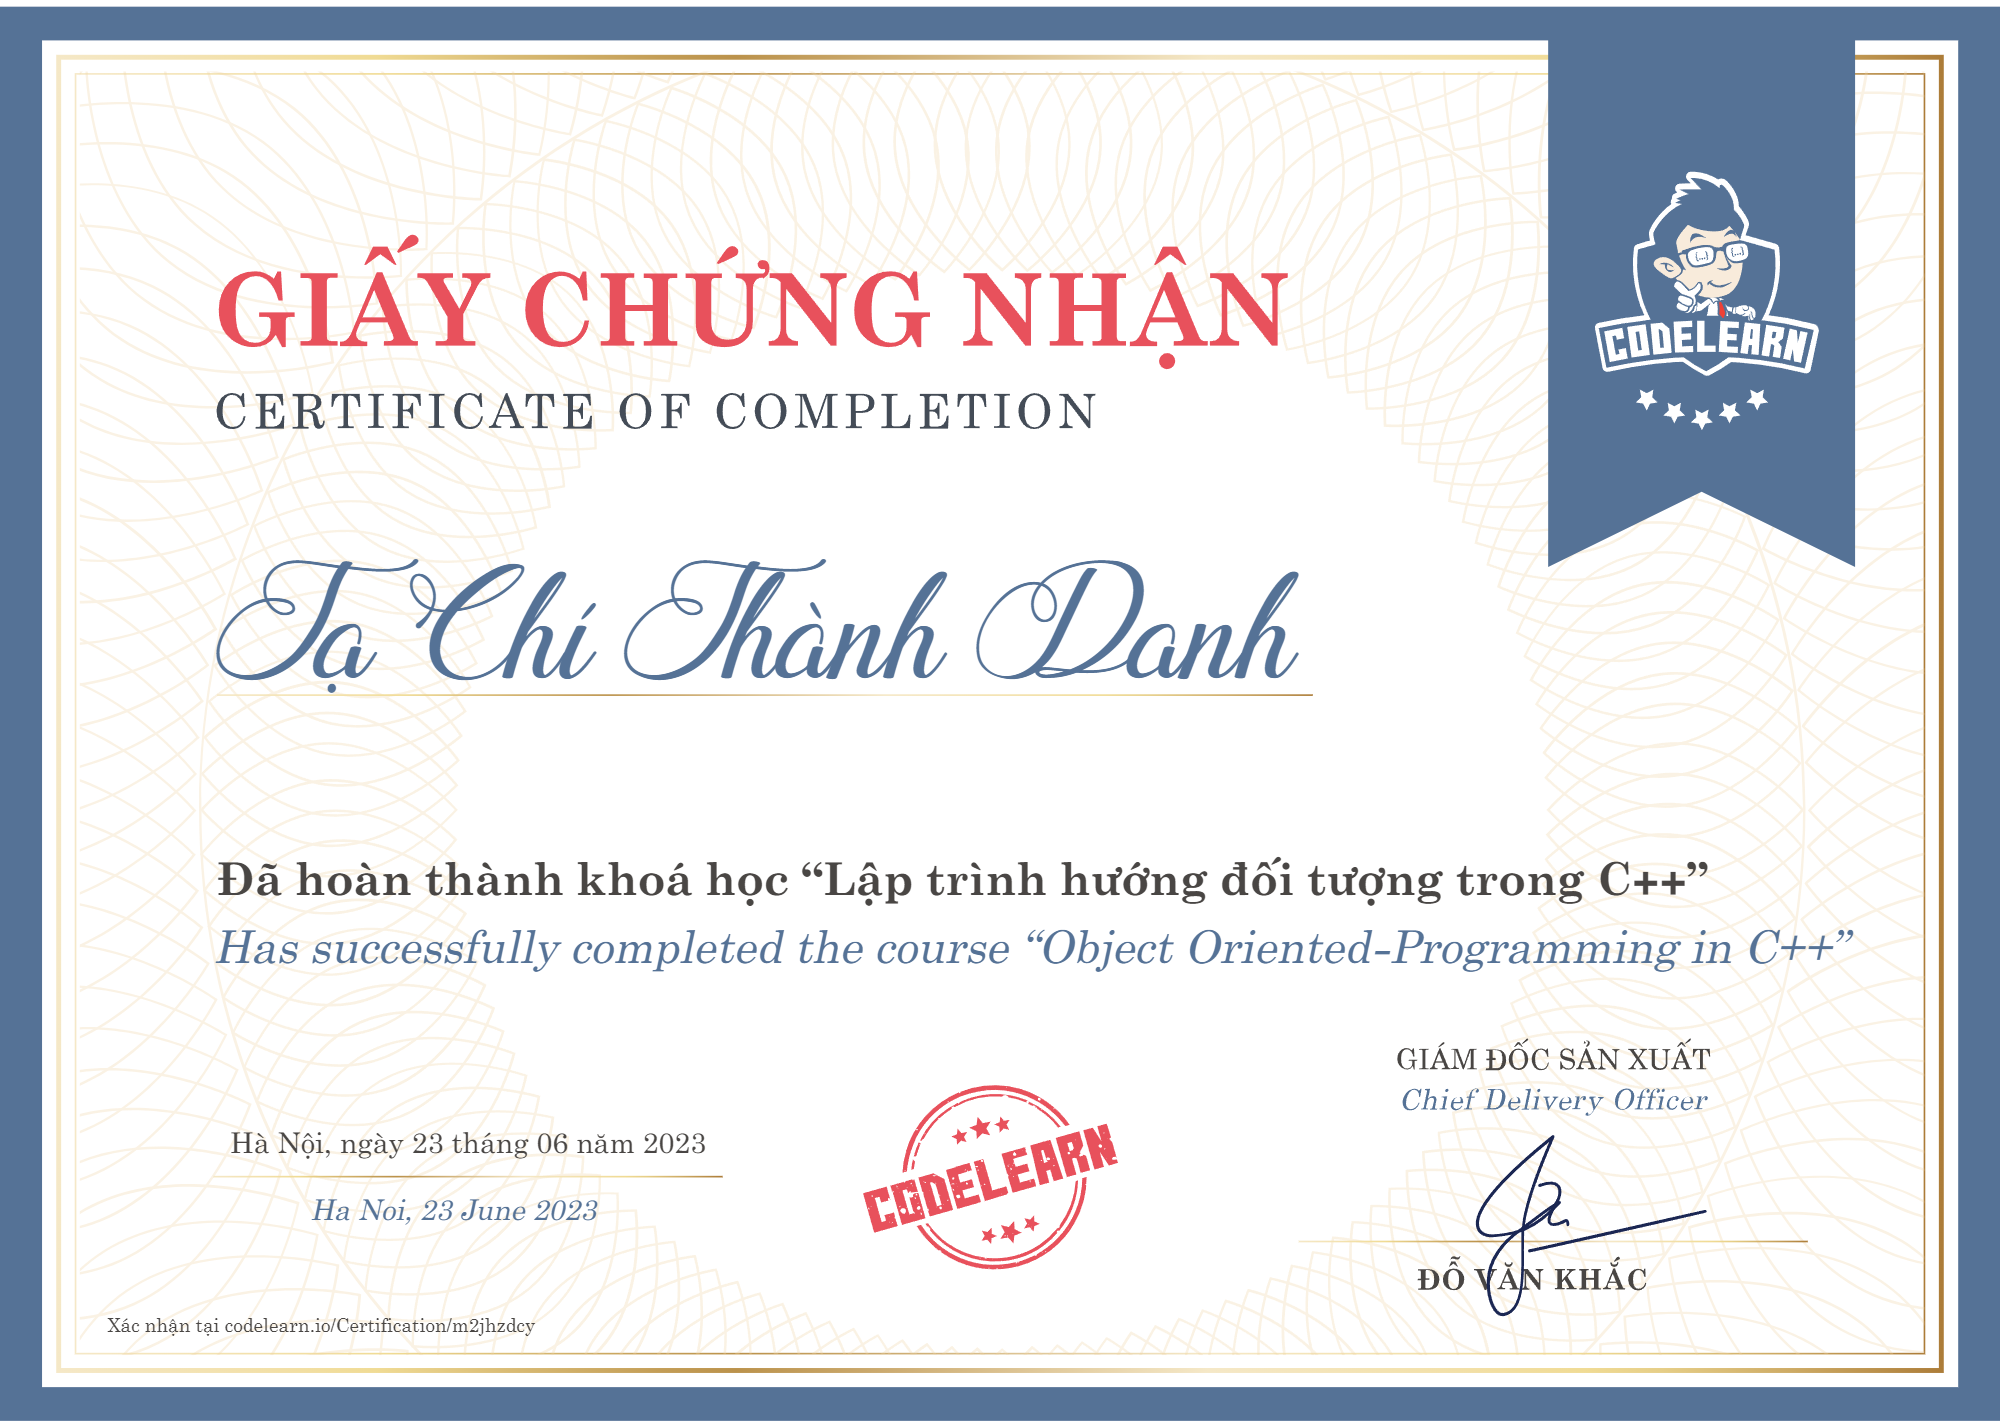 GIẤY CHỨNG NHẬN
CERTIFICATE OF COMPLETION
CODELEARN
Tạ Chí Thành Danh
Đã hoàn thành khoá học “Lập trình hướng đối tượng trong C++”
Has successfully completed the course “Object Oriented-Programming in C++”
GIÁM ĐỐC SẢN XUẤT
Chief Delivery Officer
Hà Nội, ngày 23 tháng 06 năm 2023
Ha Noi, 23 June 2023
CODELEARN
ĐỖ VĂN KHẮC
Xác nhận tại codelearn.io/Certification/m2jhzdcy